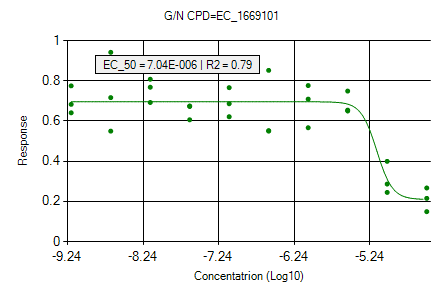 G/N CPD=EC_1669101
1
EC_50 = 7.04E-006 | R2 = 0.79
0.8
0.6
0.4
0.2
0
Response
-9.24 -8.24 -7.24 -6.24 -5.24
Concentatrion (Log10)